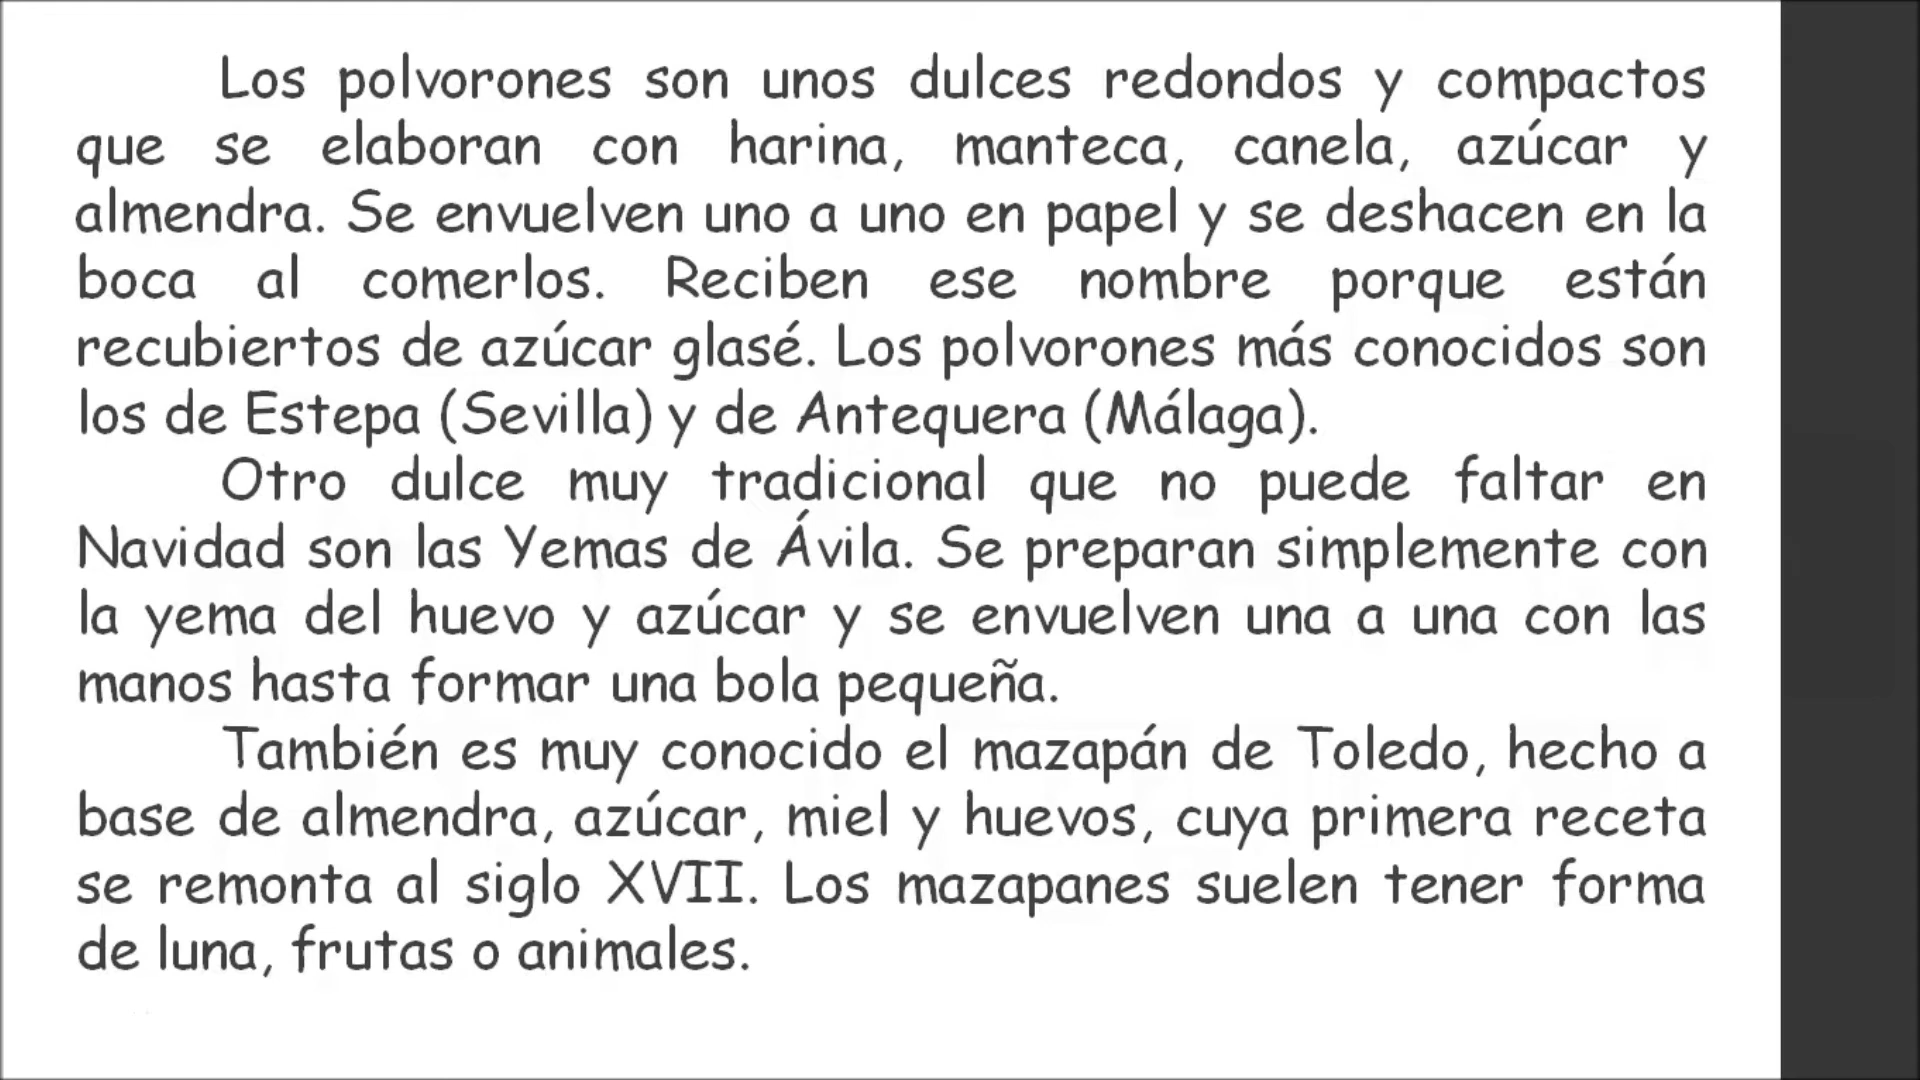 Los polvorones son unos dulces redondos y compactos
que se elaboran con harina, manteca, canela, azúcar y
almendra. Se envuelven uno a uno en papel y se deshacen en la
boca al comerlos. Reciben ese nombre porque están
recubiertos de azúcar glasé. Los polvorones más conocidos son
los de Estepa (Sevilla) y de Antequera (Málaga).
Otro dulce muy tradicional que no puede faltar en
Navidad son las Yemas de Ávila. Se preparan simplemente con
la yema del huevo y azúcar y se envuelven una a una con las
manos hasta formar una bola pequeña.
También es muy conocido el mazapán de Toledo, hecho a
base de almendra, azúcar, miel y huevos, cuya primera receta
se remonta al siglo XVII. Los mazapanes suelen tener forma
de luna, frutas o animales.